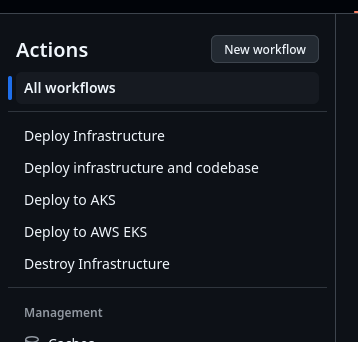 Actions
New workflow
All workflows
Deploy Infrastructure
Deploy infrastructure and codebase
Deploy to AKS
Deploy to AWS EKS
Destroy Infrastructure
Management
Caches